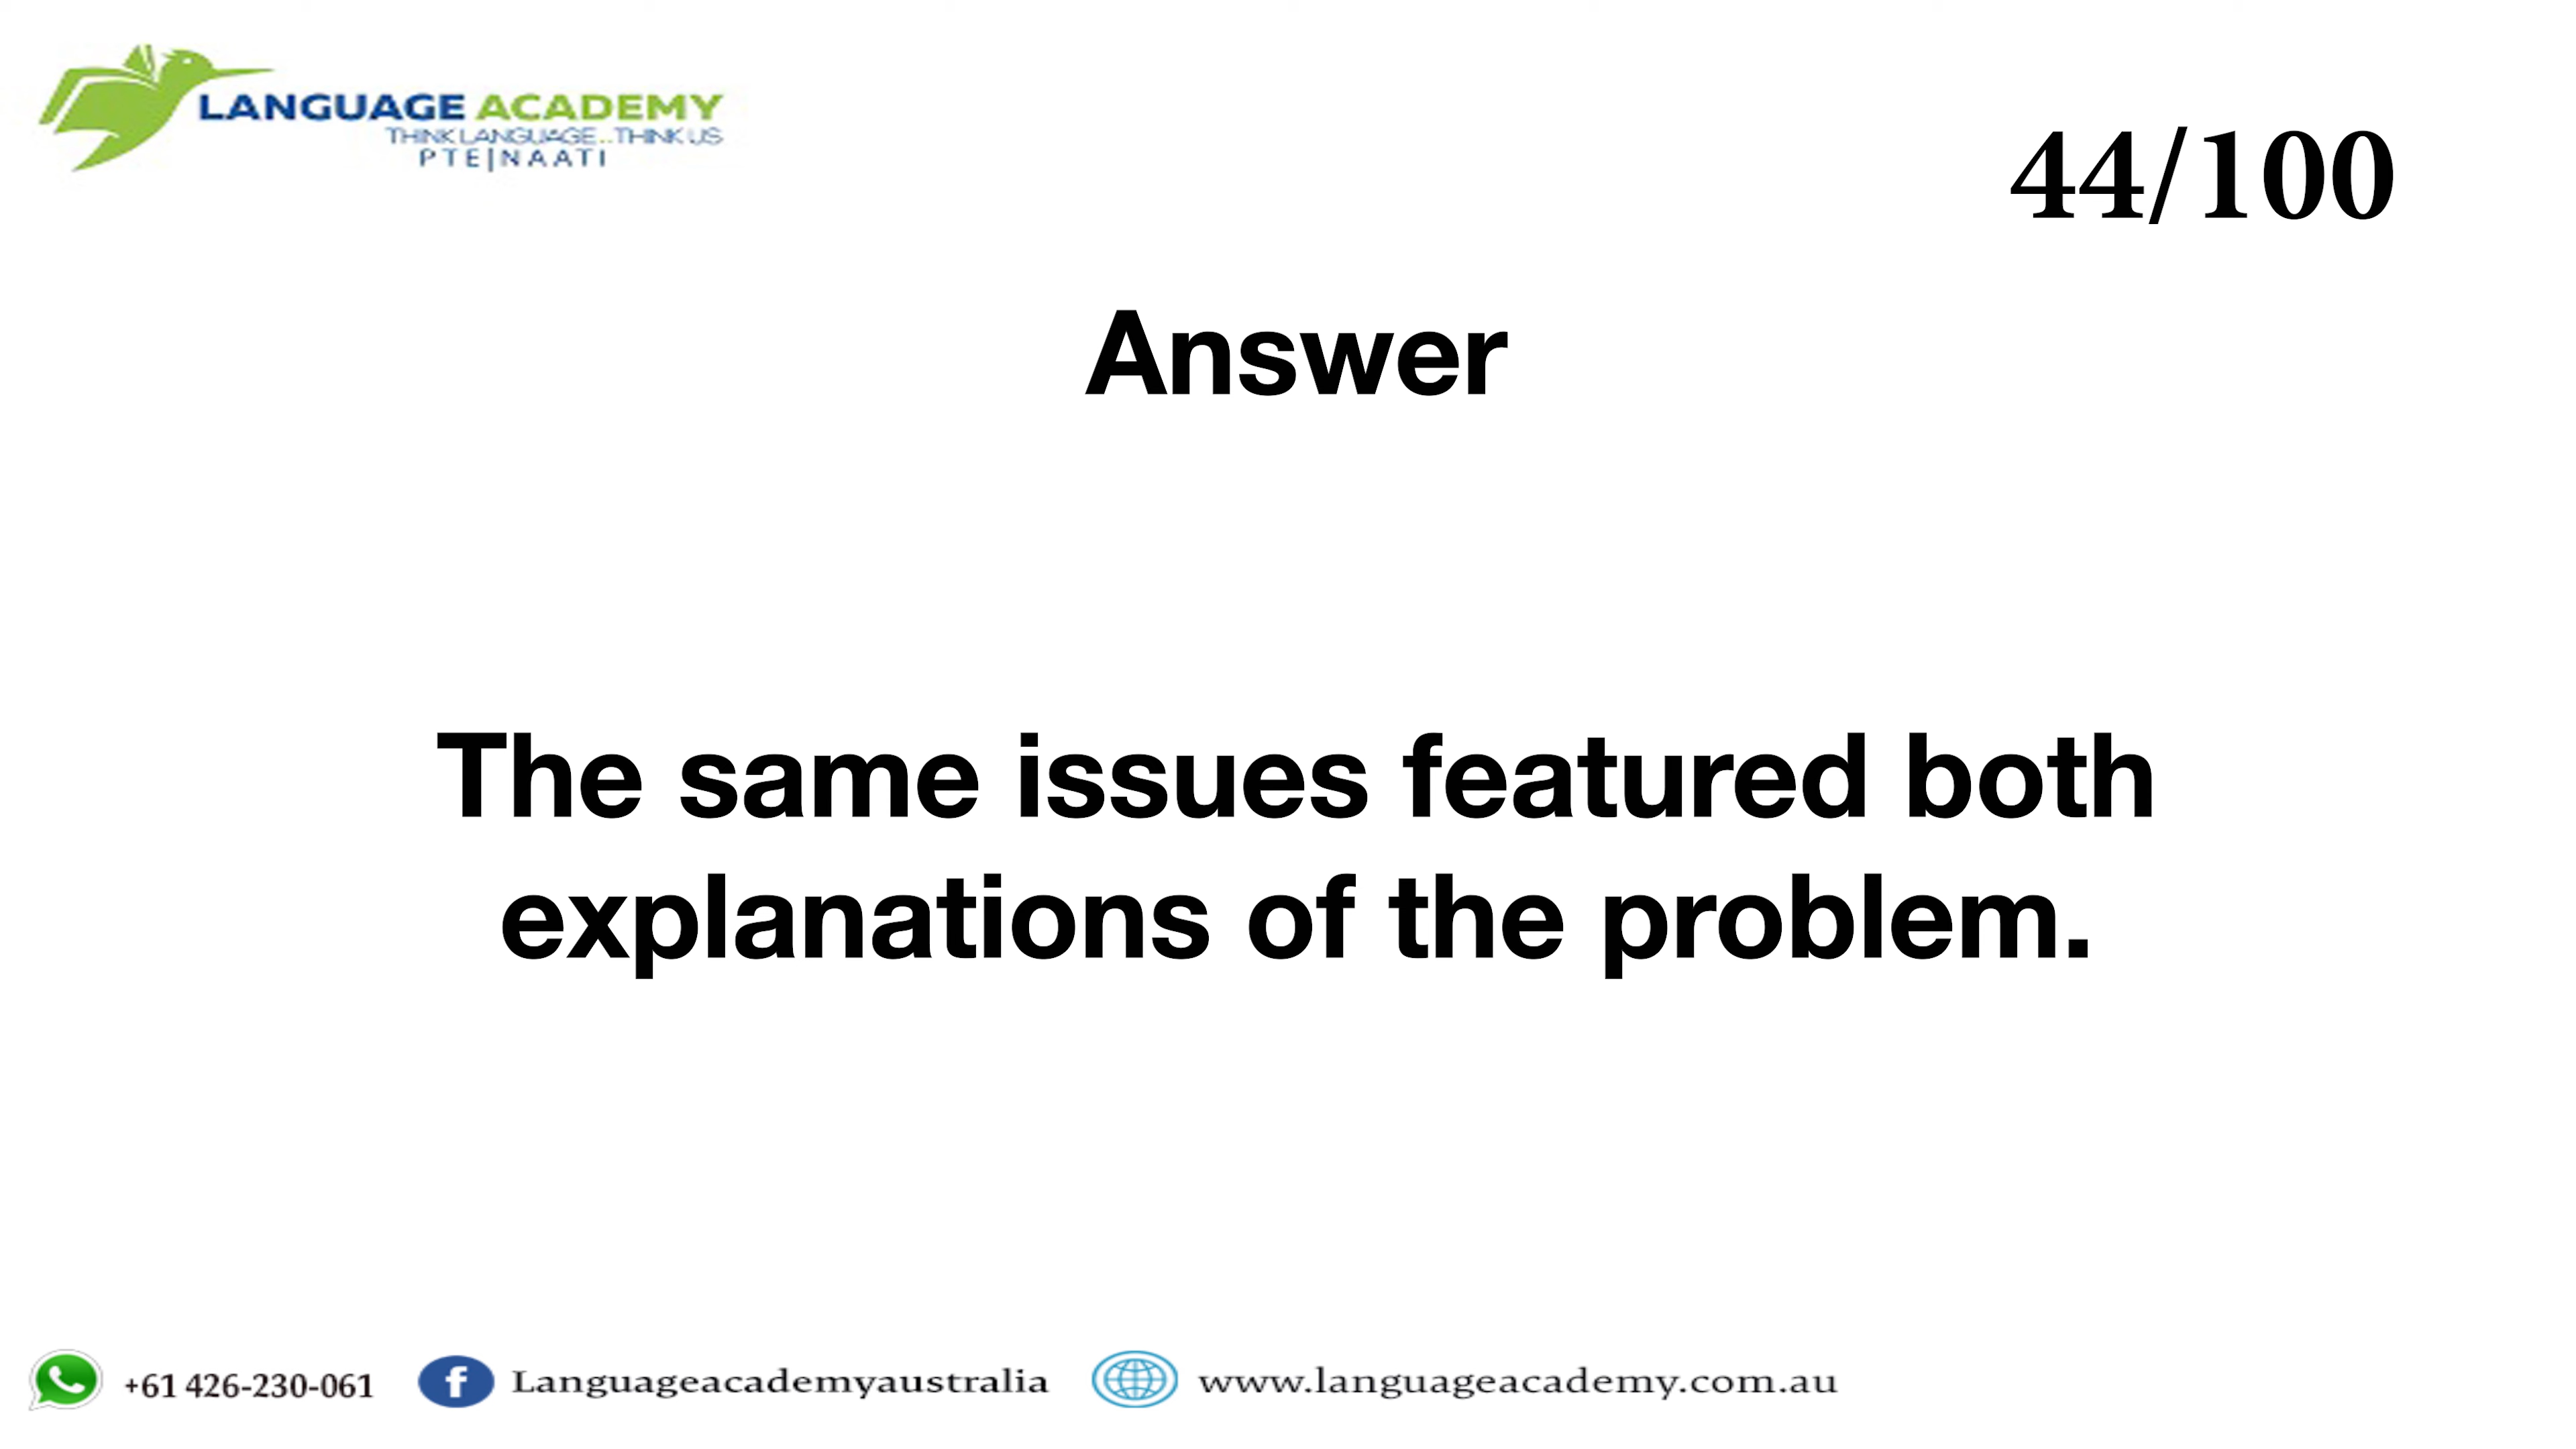 LANGUAGE ACADEMY
THINK LANGUAGE..THINK US
PTE|NAATI
44/100
Answer
The same issues featured both
explanations of the problem.
+61 426-230-061
Languageacademyaustralia
www.languageacademy.com.au